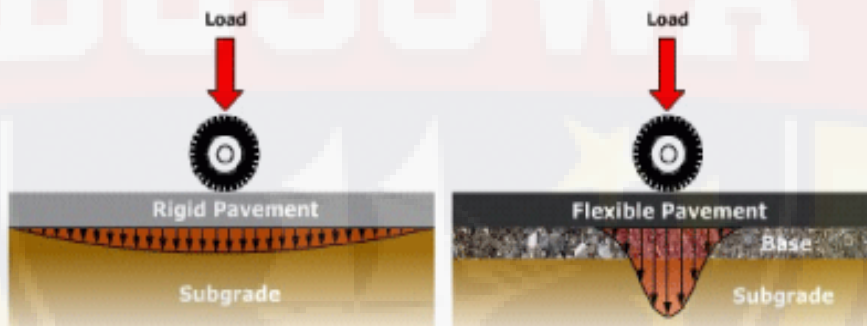 Load
Load
Rigid Pavement
Flexible Pavement
Base
Subgrade
Subgrade